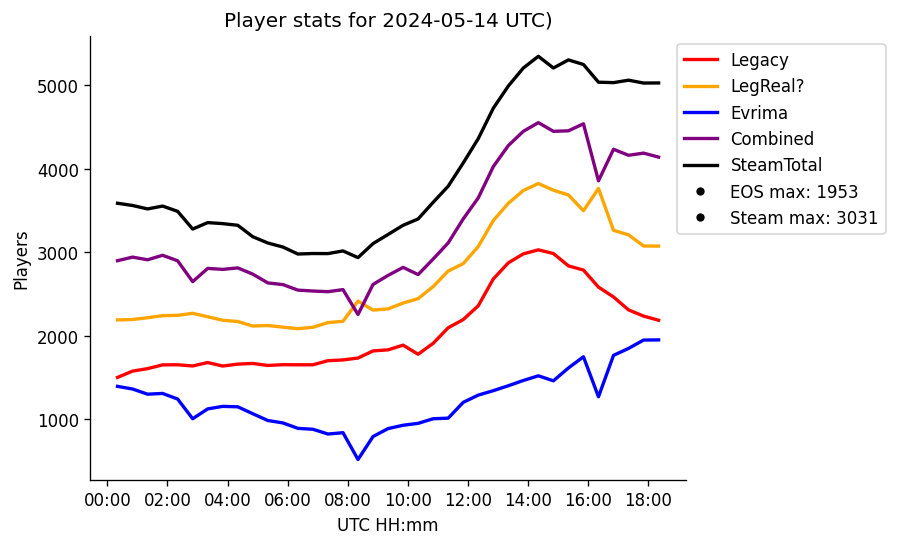 Player stats for 2024-05-14 UTC)
Players
5000
4000
3000
2000
1000
00:00 02:00 04:00 06:00 08:00 10:00 12:00 14:00 16:00 18:00
UTC HH:mm
Legacy
LegReal?
Evrima
Combined
SteamTotal
EOS max: 1953
Steam max: 3031